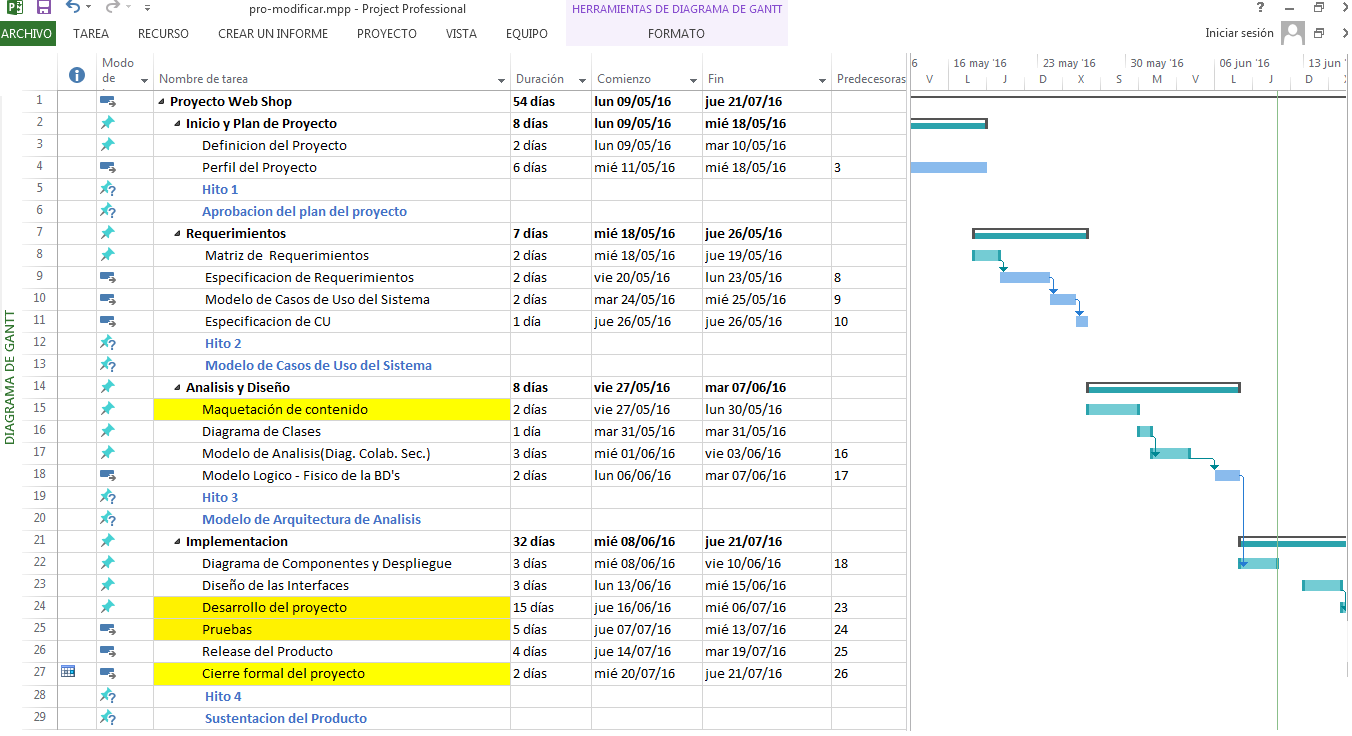 pro-modificar.mpp - Project Professional
HERRAMIENTAS DE DIAGRAMA DE GANTT
?
ARCHIVO TAREA RECURSO CREAR UN INFORME PROYECTO VISTA EQUIPO FORMATO Iniciar sesión
Modo de Nombre de tarea Duración Comienzo Fin Predecesoras
6 16 may '16 23 may '16 30 may '16 06 jun '16 13 jun '
V L J D X S M V L J D
1 Proyecto Web Shop 54 días lun 09/05/16 jue 21/07/16
2 Inicio y Plan de Proyecto 8 días lun 09/05/16 mié 18/05/16
3 Definicion del Proyecto 2 días lun 09/05/16 mar 10/05/16
4 Perfil del Proyecto 6 días mié 11/05/16 mié 18/05/16 3
5 ? Hito 1
6 ? Aprobacion del plan del proyecto
7 Requerimientos 7 días mié 18/05/16 jue 26/05/16
8 Matriz de Requerimientos 2 días mié 18/05/16 jue 19/05/16
9 Especificacion de Requerimientos 2 días vie 20/05/16 lun 23/05/16 8
10 Modelo de Casos de Uso del Sistema 2 días mar 24/05/16 mié 25/05/16 9
11 Especificacion de CU 1 día jue 26/05/16 jue 26/05/16 10
12 ? Hito 2
13 ? Modelo de Casos de Uso del Sistema
14 Analisis y Diseño 8 días vie 27/05/16 mar 07/06/16
15 Maquetación de contenido 2 días vie 27/05/16 lun 30/05/16
16 Diagrama de Clases 1 día mar 31/05/16 mar 31/05/16
17 Modelo de Analisis(Diag. Colab. Sec.) 3 días mié 01/06/16 vie 03/06/16 16
18 Modelo Logico - Fisico de la BD's 2 días lun 06/06/16 mar 07/06/16 17
19 ? Hito 3
20 ? Modelo de Arquitectura de Analisis
21 Implementacion 32 días mié 08/06/16 jue 21/07/16
22 Diagrama de Componentes y Despliegue 3 días mié 08/06/16 vie 10/06/16 18
23 Diseño de las Interfaces 3 días lun 13/06/16 mié 15/06/16
24 Desarrollo del proyecto 15 días jue 16/06/16 mié 06/07/16 23
25 Pruebas 5 días jue 07/07/16 mié 13/07/16 24
26 Release del Producto 4 días jue 14/07/16 mar 19/07/16 25
27 Cierre formal del proyecto 2 días mié 20/07/16 jue 21/07/16 26
28 ? Hito 4
29 ? Sustentacion del Producto
DIAGRAMA DE GANTT